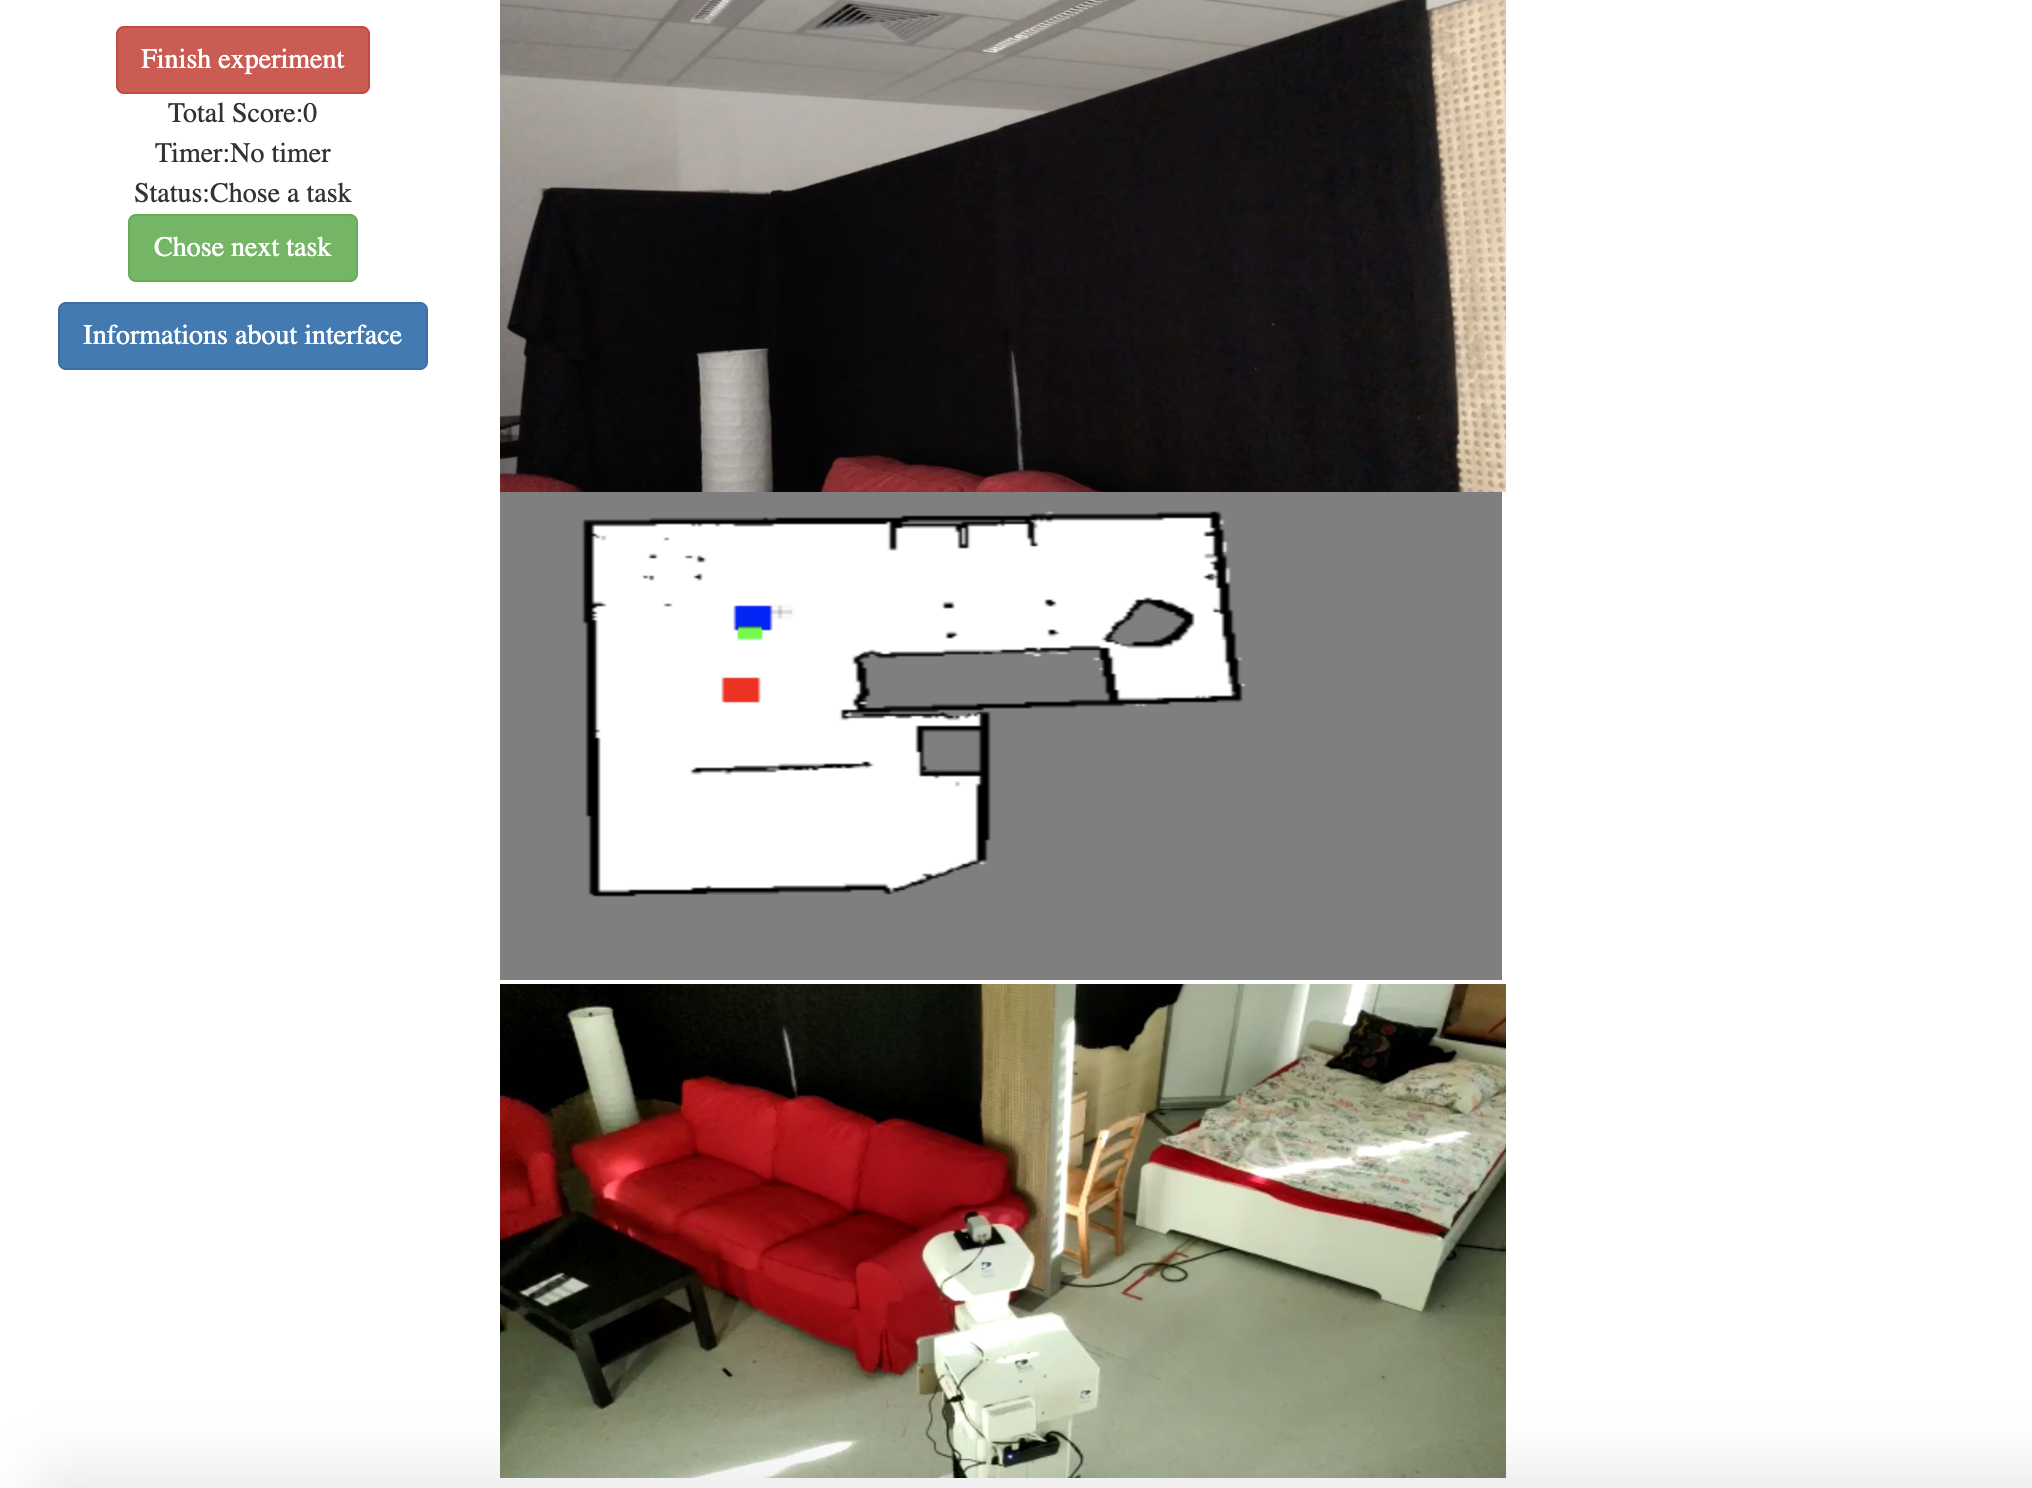 Finish experiment
Total Score:0
Timer:No timer
Status:Chose a task
Chose next task
Informations about interface